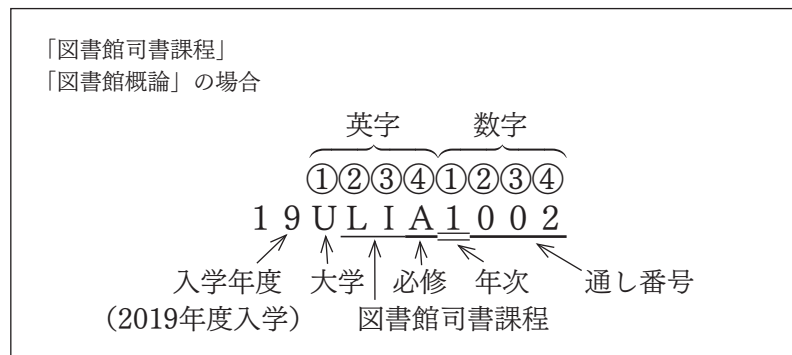 「図書館司書課程」
「図書館概論」の場合
英字 数字
①②③④①②③④
19ULIA1002
入学年度 大学 必修 年次 通し番号
（2019年度入学） 図書館司書課程